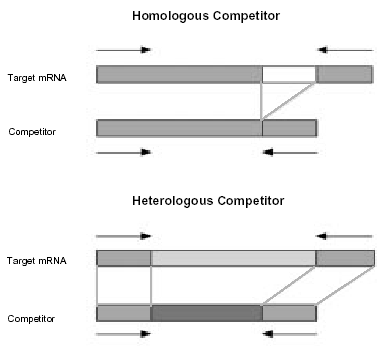 Homologous Competitor
Target mRNA
Competitor
Heterologous Competitor
Target mRNA
Competitor